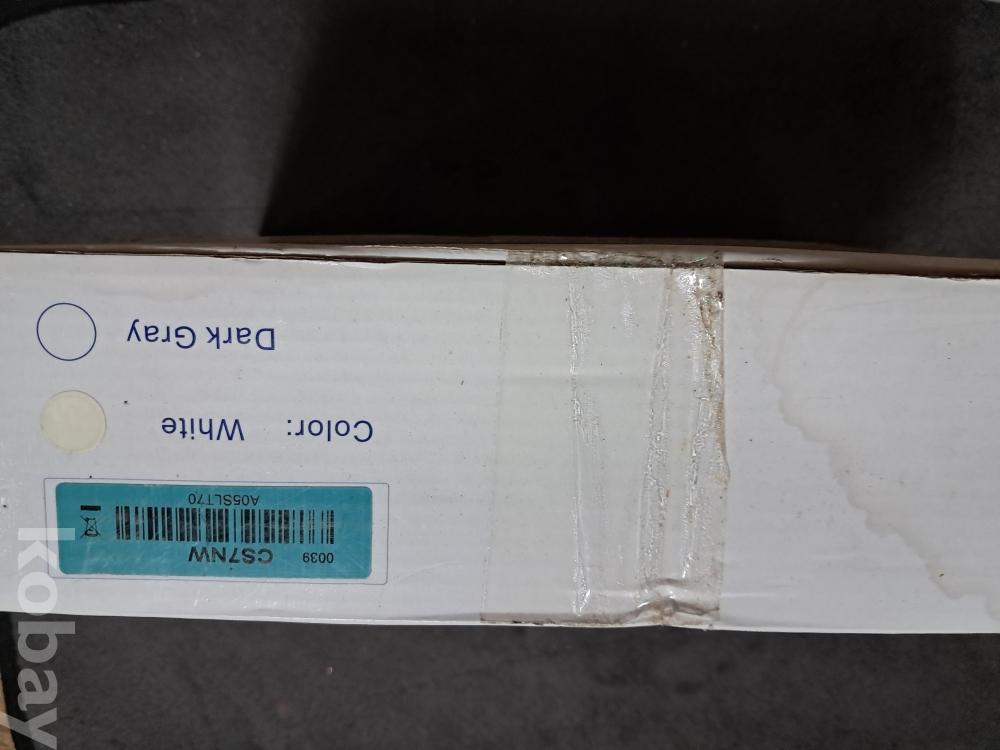 0039 CS7NW
A05SLT70
Color: White
Dark Gray
kobay